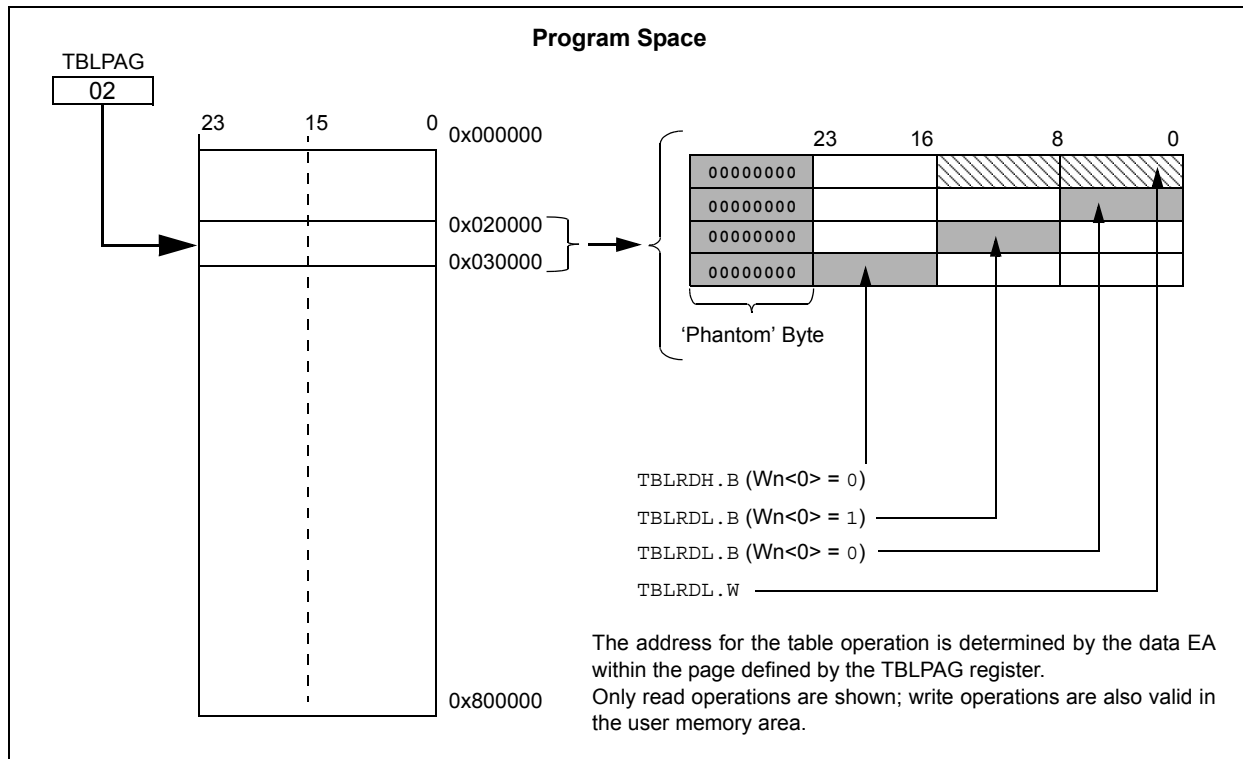 Program Space
TBLPAG
02
23 15 0
0x000000
0x020000
0x030000
0x800000
23 16 8 0
00000000
00000000
00000000
00000000
‘Phantom’ Byte
TBLRDH.B (Wn<0> = 0)
TBLRDL.B (Wn<0> = 1)
TBLRDL.B (Wn<0> = 0)
TBLRDL.W
The address for the table operation is determined by the data EA
within the page defined by the TBLPAG register.
Only read operations are shown; write operations are also valid in
the user memory area.